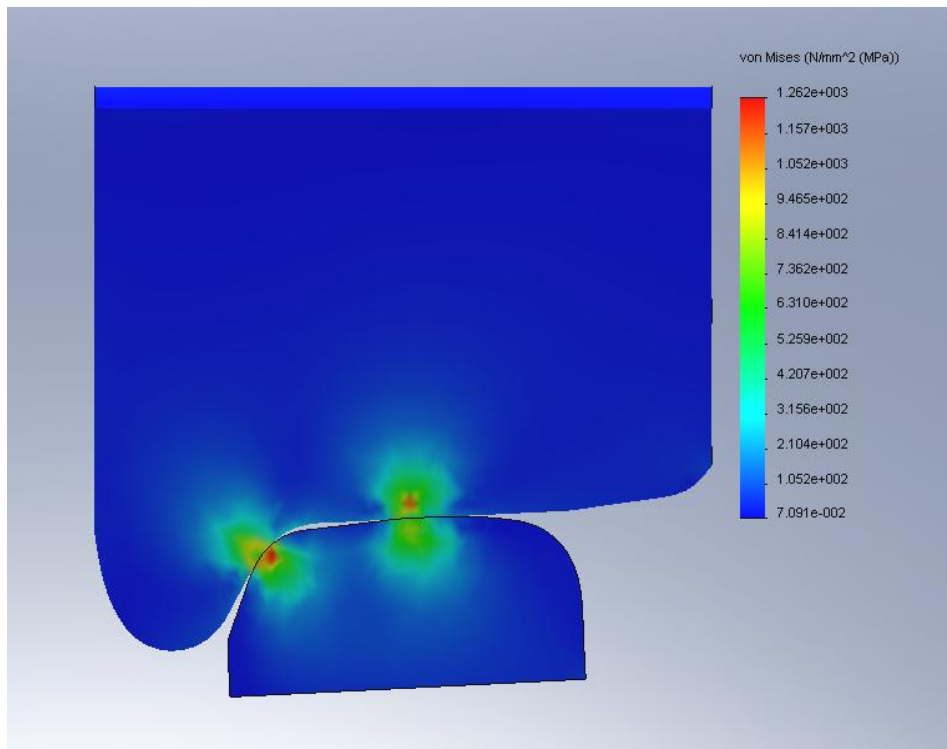 von Mises (N/mm^2 (MPa))
1.262e+003
1.157e+003
1.052e+003
9.465e+002
8.414e+002
7.362e+002
6.310e+002
5.259e+002
4.207e+002
3.156e+002
2.104e+002
1.052e+002
7.091e-002